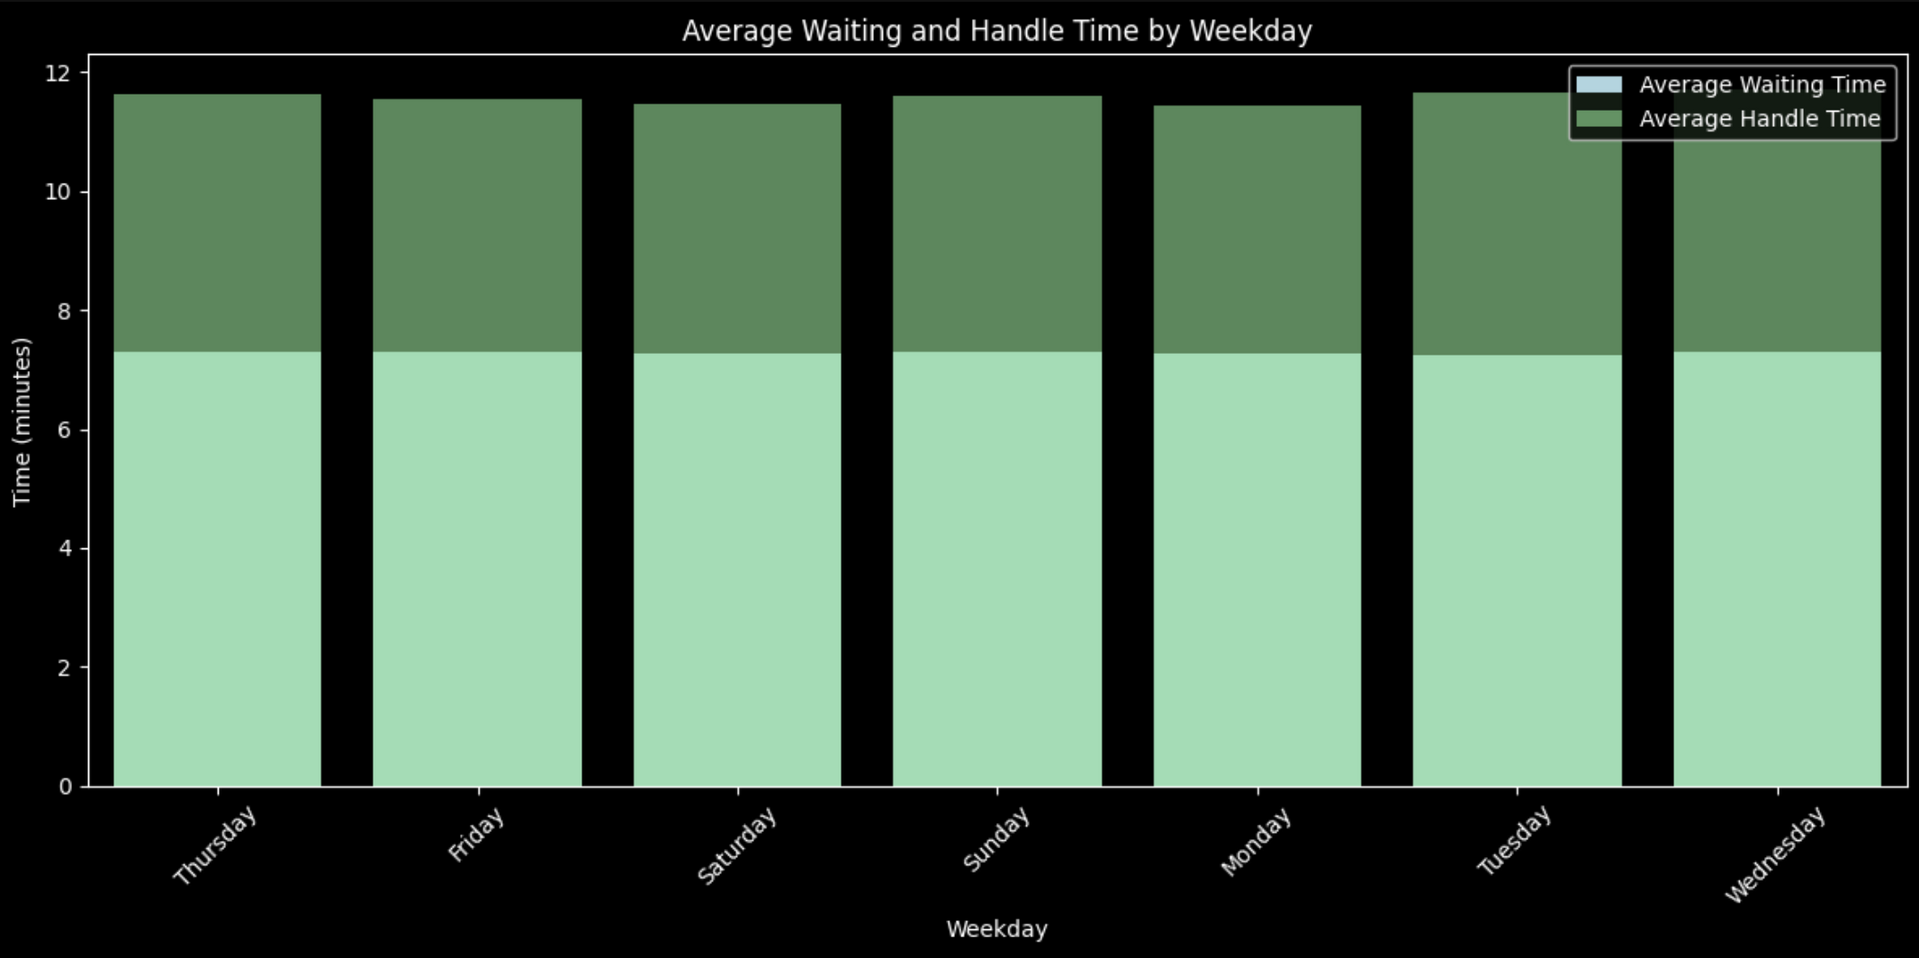 Average Waiting and Handle Time by Weekday
Average Waiting Time
Average Handle Time
Time (minutes)
12
10
8
6
4
2
0
Thursday
Friday
Saturday
Sunday
Monday
Tuesday
Wednesday
Weekday